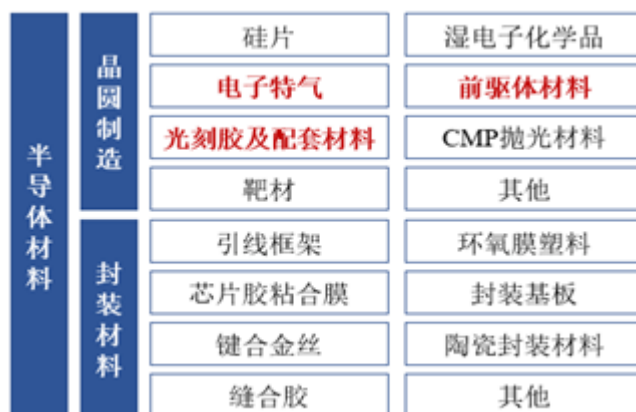 半导体材料
晶圆制造
硅片
湿电子化学品
电子特气
前驱体材料
光刻胶及配套材料
CMP抛光材料
靶材
其他
封装材料
引线框架
环氧膜塑料
芯片胶粘合膜
封装基板
键合金丝
陶瓷封装材料
缝合胶
其他